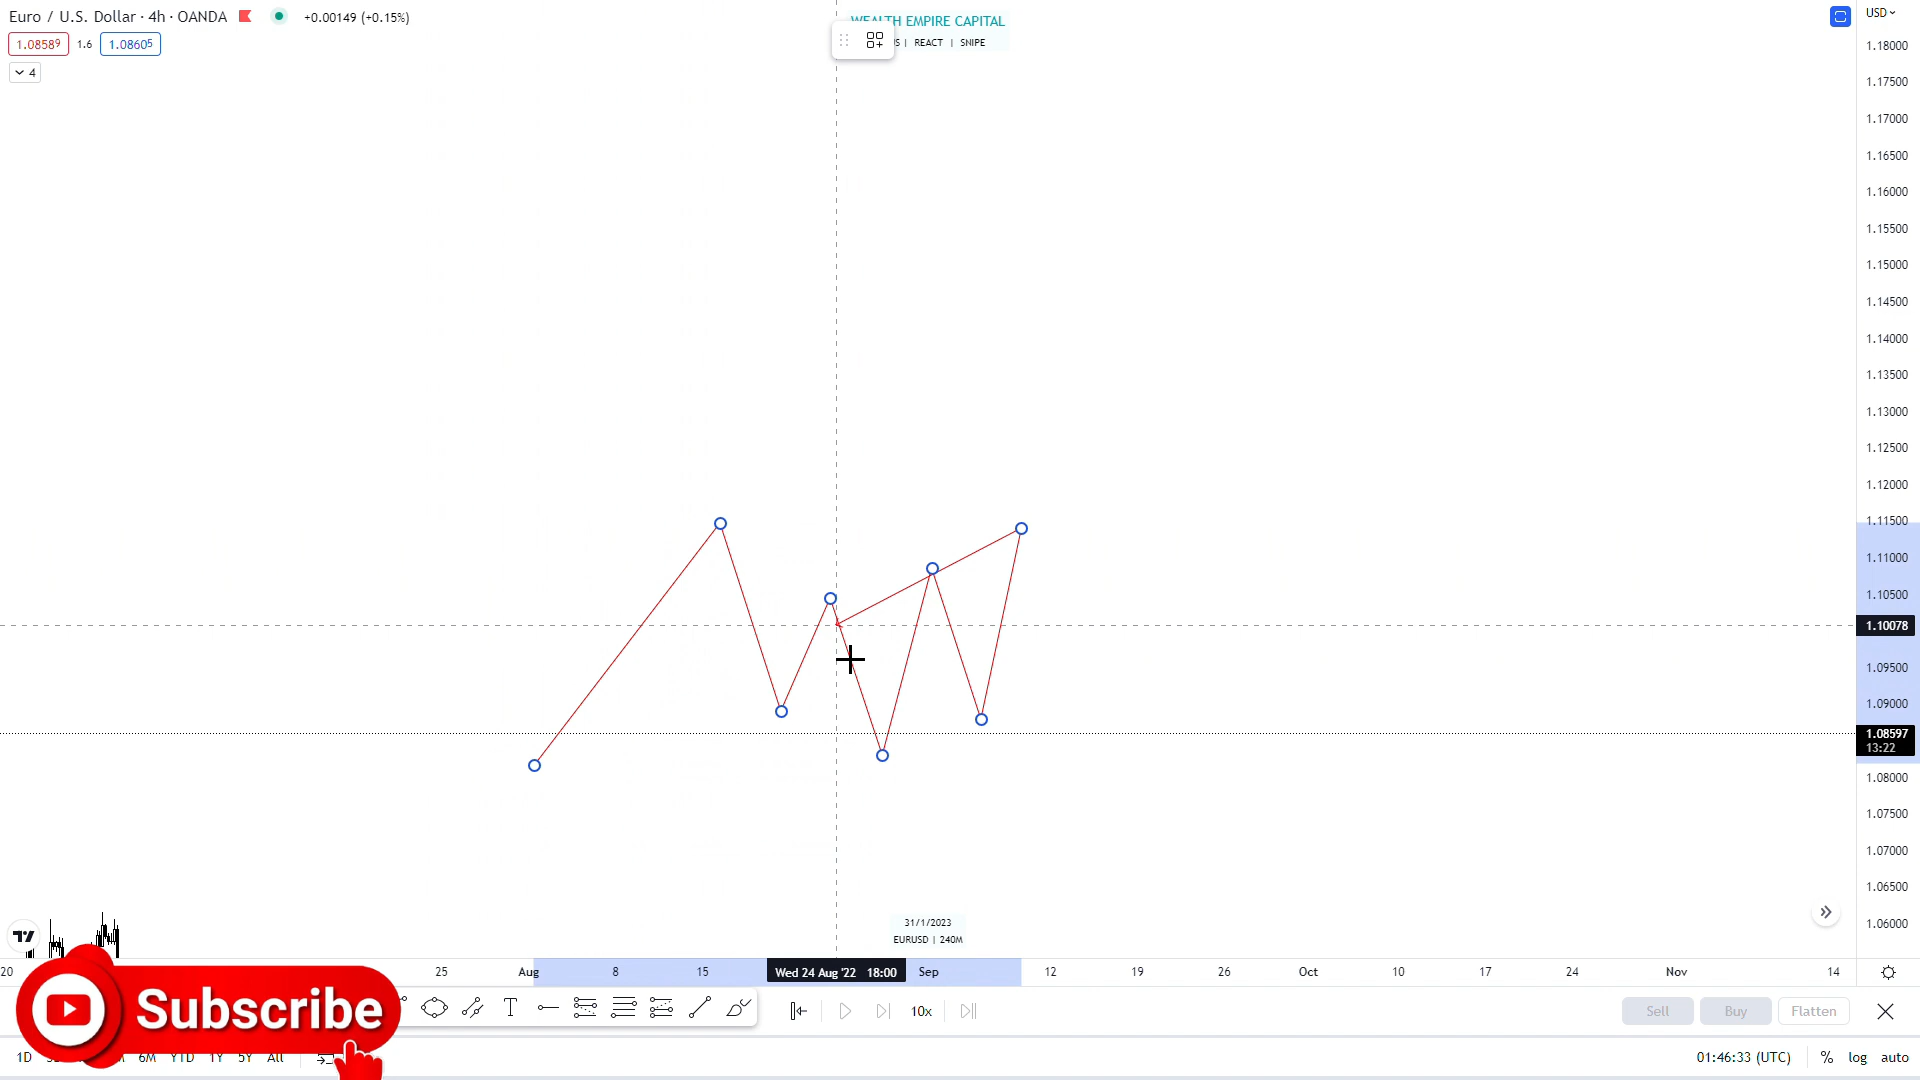 Euro / U.S. Dollar · 4h · OANDA
+0.00149 (+0.15%)
WEALTH EMPIRE CAPITAL
USD
1.08589
1.6
1.08605
| REACT | SNIPE
4
1.18000
1.17500
1.17000
1.16500
1.16000
1.15500
1.15000
1.14500
1.14000
1.13500
1.13000
1.12500
1.12000
1.11500
1.11000
1.10500
1.10078
1.09500
1.09000
1.08597
13:22
1.08000
1.07500
1.07000
1.06500
1.06000
31/1/2023
EURUSD | 240M
20
25
Aug
8
15
Wed 24 Aug '22 18:00
Sep
12
19
26
Oct
10
17
24
Nov
14
Subscribe
10x
Sell
Buy
Flatten
1D
6M
YTD
1Y
5Y
All
01:46:33 (UTC)
%
log
auto